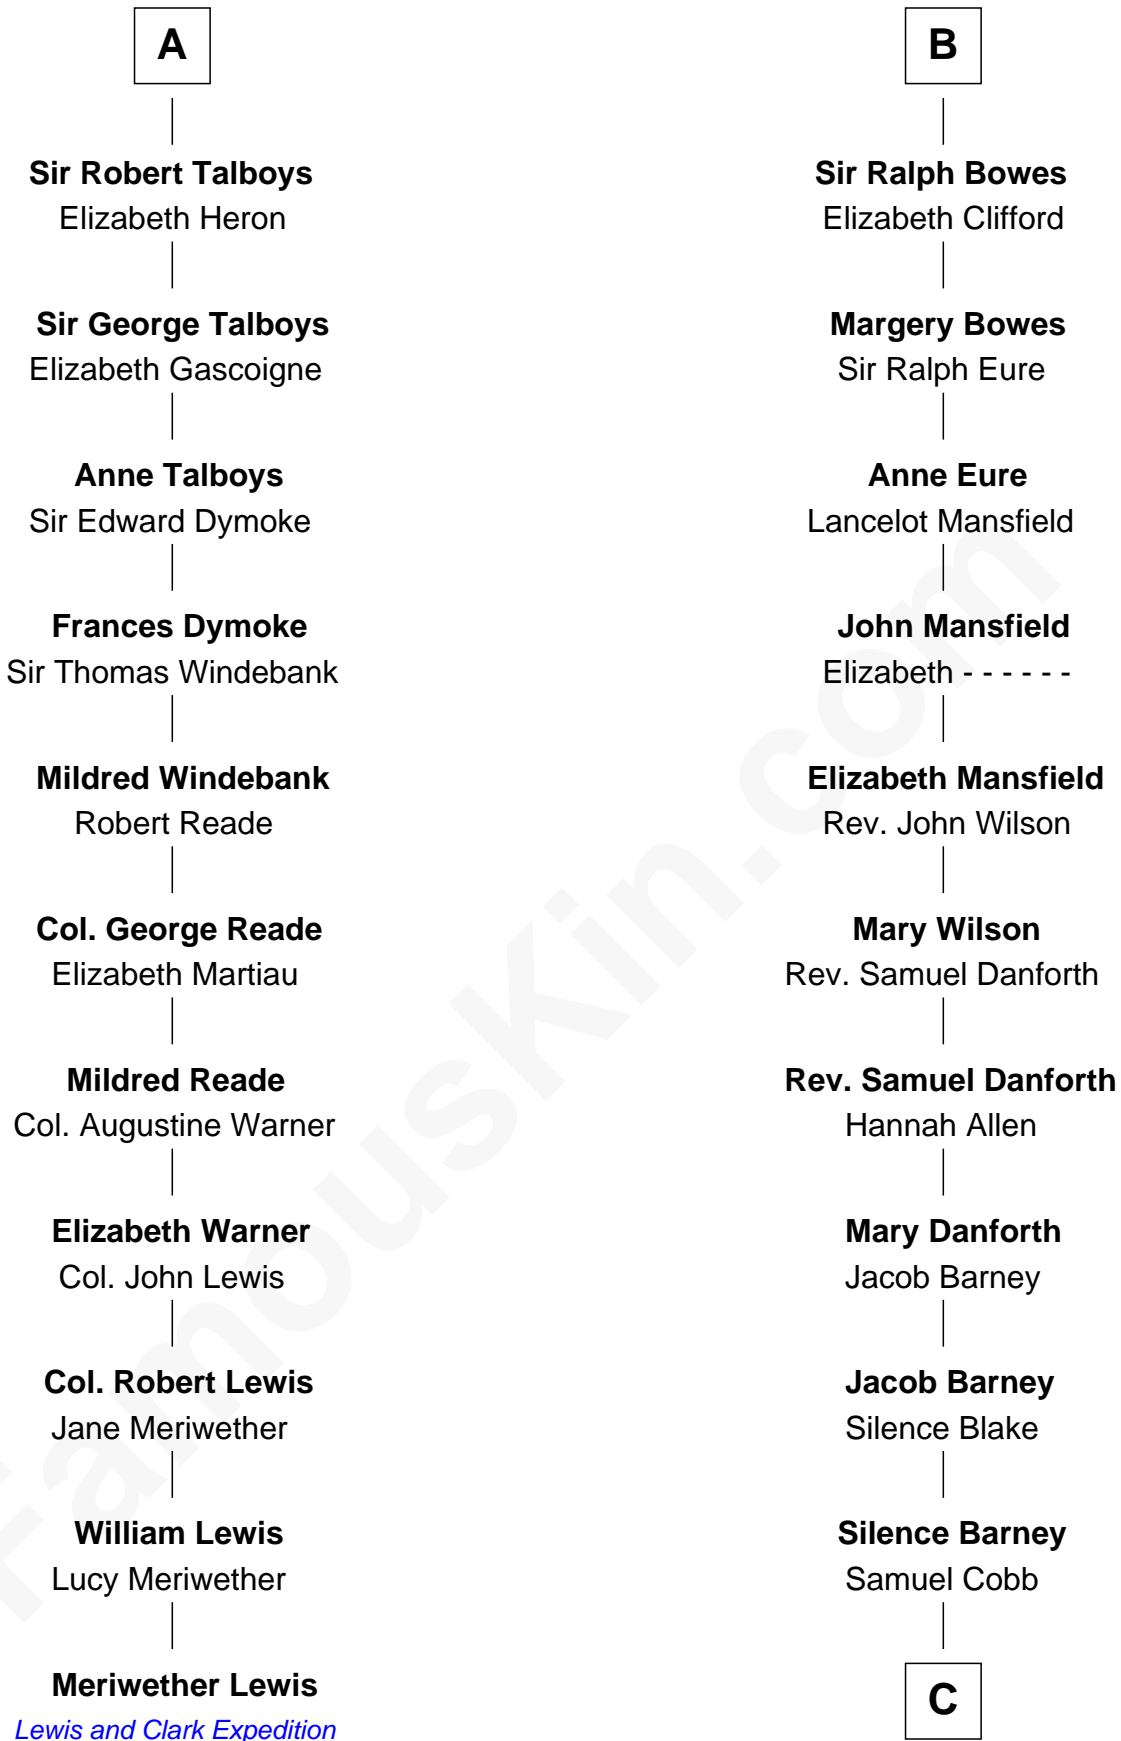 A
Sir Robert Talboys
Elizabeth Heron
Sir George Talboys
Elizabeth Gascoigne
Anne Talboys
Sir Edward Dymoke
Frances Dymoke
Sir Thomas Windebank
Mildred Windebank
Robert Reade
Col. George Reade
Elizabeth Martiau
Mildred Reade
Col. Augustine Warner
Elizabeth Warner
Col. John Lewis
Col. Robert Lewis
Jane Meriwether
William Lewis
Lucy Meriwether
Meriwether Lewis
Lewis and Clark Expedition
B
Sir Ralph Bowes
Elizabeth Clifford
Margery Bowes
Sir Ralph Eure
Anne Eure
Lancelot Mansfield
John Mansfield
Elizabeth - - - - - -
Elizabeth Mansfield
Rev. John Wilson
Mary Wilson
Rev. Samuel Danforth
Rev. Samuel Danforth
Hannah Allen
Mary Danforth
Jacob Barney
Jacob Barney
Silence Blake
Silence Barney
Samuel Cobb
C
FamousKin.com